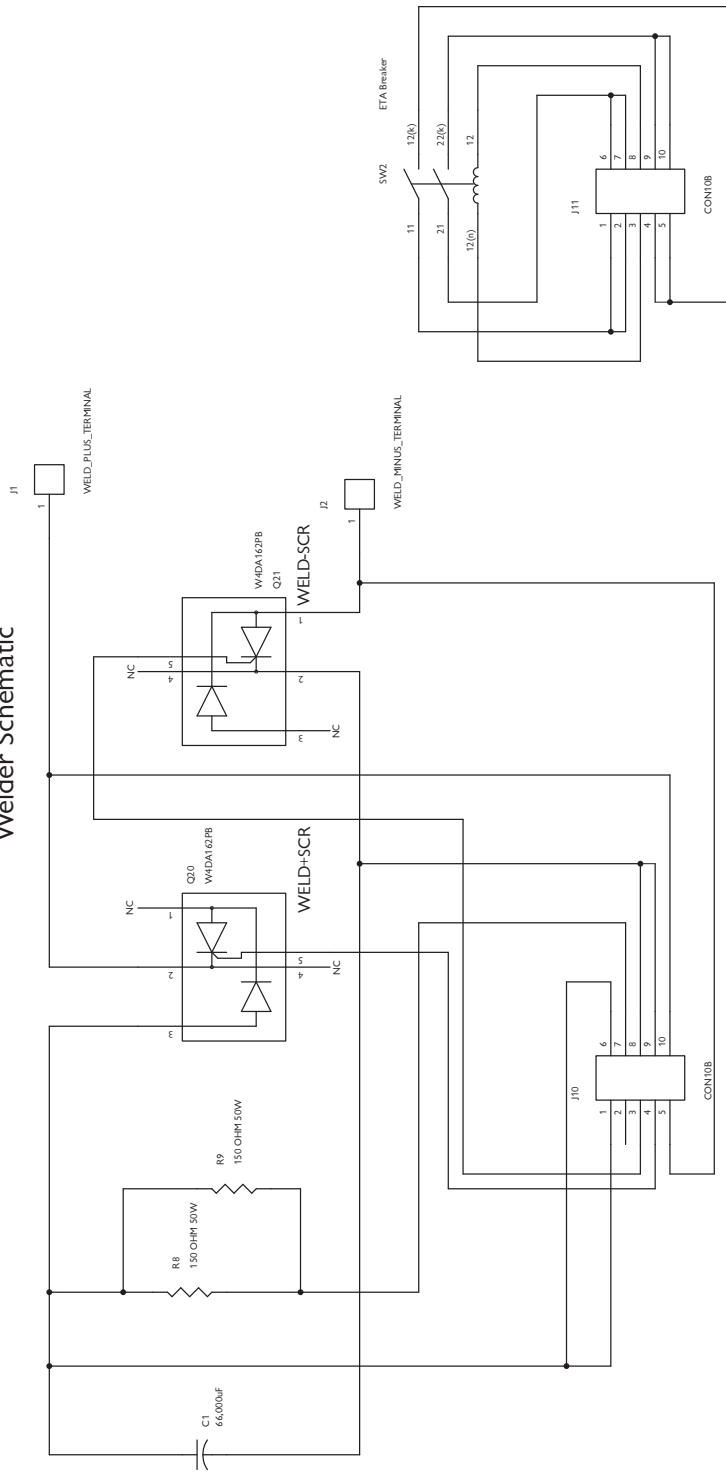 Welder Schematic
C1
66,000uF
R8
150 OHM 50W
R9
150 OHM 50W
Q20
W4DA162PB
NC
1
2
3
4
5
NC
WELD+SCR
W4DA162PB
Q21
NC
5
4
3
2
1
NC
WELD-SCR
J1
1
WELD_PLUS_TERMINAL
J2
1
WELD_MINUS_TERMINAL
J10
1
2
3
4
5
6
7
8
9
10
CON10B
SW2
ETA Breaker
11
12(k)
21
22(k)
12(n)
12
J11
1
2
3
4
5
6
7
8
9
10
CON10B